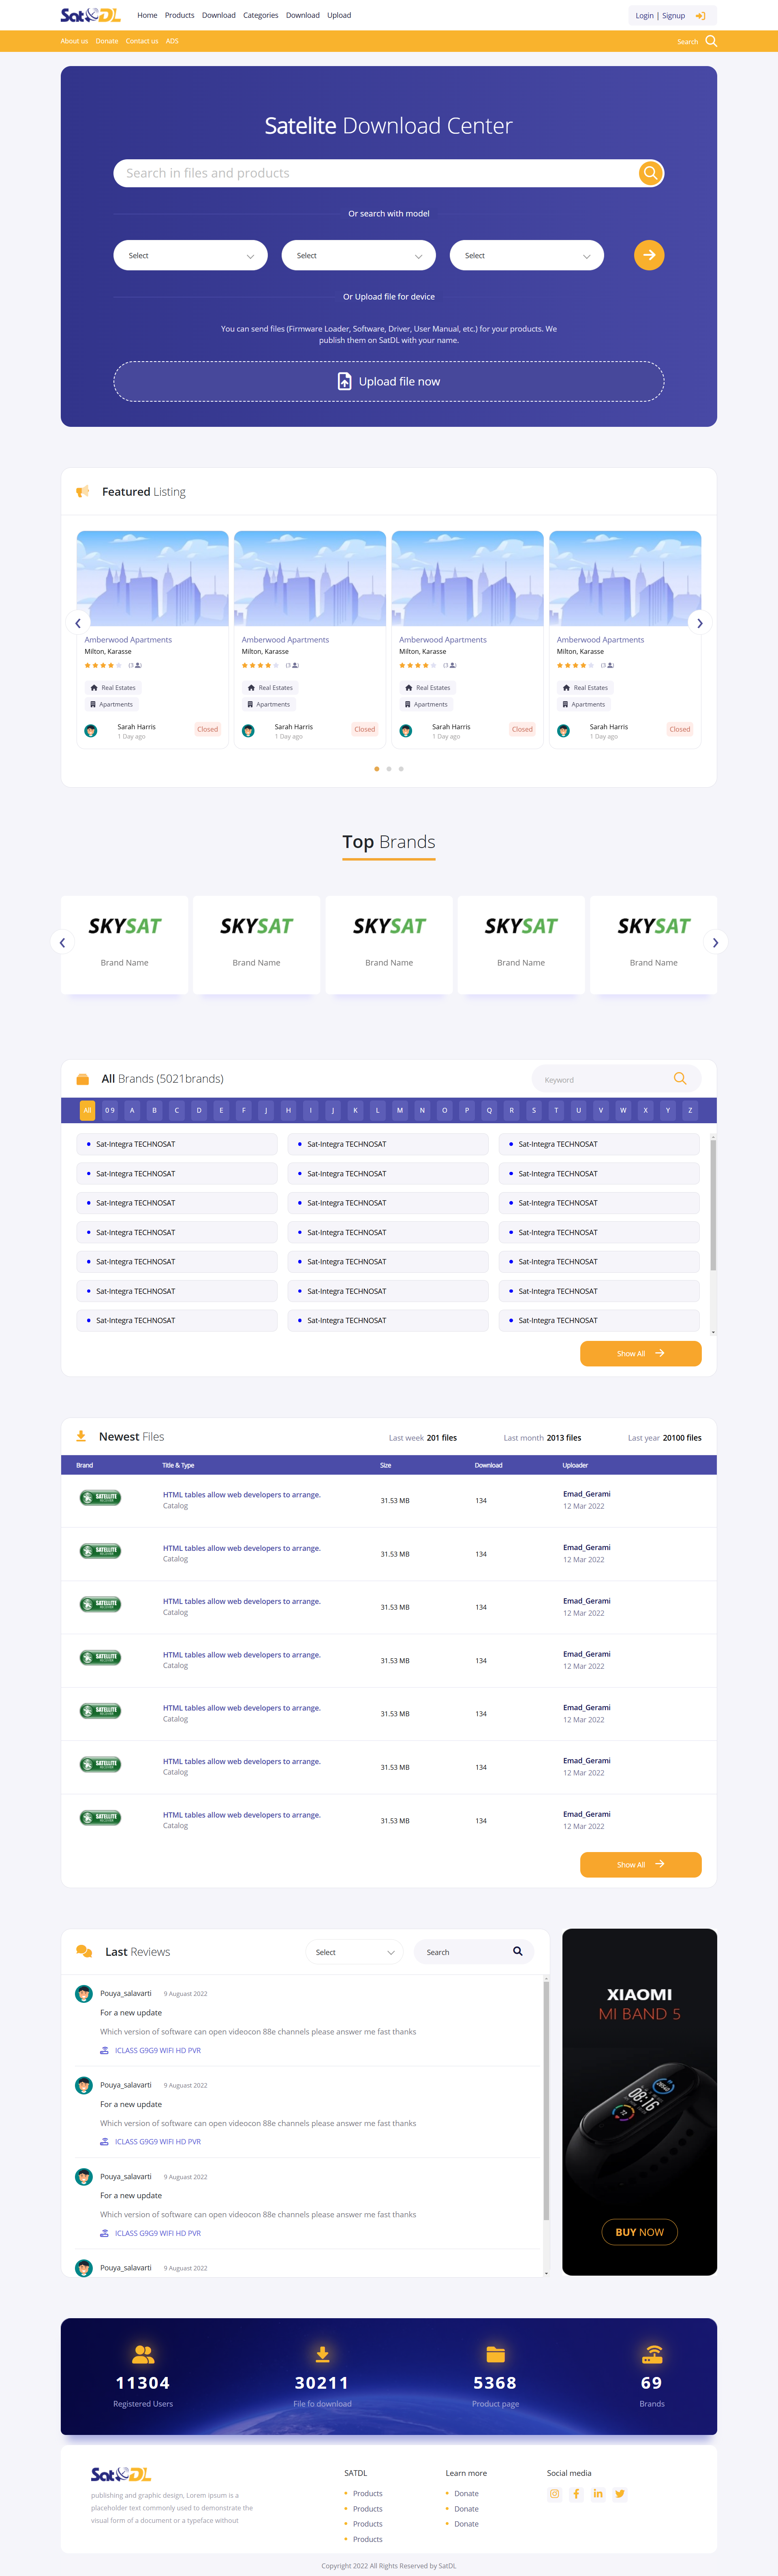 SatDL Home Products Download Categories Download Upload Login | Signup
About us Donate Contact us ADS Search
Satelite Download Center
Search in files and products
Or search with model
Select Select Select
Or Upload file for device
You can send files (Firmware Loader, Software, Driver, User Manual, etc.) for your products. We
publish them on SatDL with your name.
Upload file now
Featured Listing
Amberwood Apartments Amberwood Apartments Amberwood Apartments Amberwood Apartments
Milton, Karasse Milton, Karasse Milton, Karasse Milton, Karasse
(3) (3) (3) (3)
Real Estates Real Estates Real Estates Real Estates
Apartments Apartments Apartments Apartments
Sarah Harris Closed Sarah Harris Closed Sarah Harris Closed Sarah Harris Closed
1 Day ago 1 Day ago 1 Day ago 1 Day ago
Top Brands
SKYSAT SKYSAT SKYSAT SKYSAT SKYSAT
Brand Name Brand Name Brand Name Brand Name Brand Name
All Brands (5021brands) Keyword
All 0 9 A B C D E F J H I J K L M N O P Q R S T U V W X Y Z
Sat-Integra TECHNOSAT Sat-Integra TECHNOSAT Sat-Integra TECHNOSAT
Sat-Integra TECHNOSAT Sat-Integra TECHNOSAT Sat-Integra TECHNOSAT
Sat-Integra TECHNOSAT Sat-Integra TECHNOSAT Sat-Integra TECHNOSAT
Sat-Integra TECHNOSAT Sat-Integra TECHNOSAT Sat-Integra TECHNOSAT
Sat-Integra TECHNOSAT Sat-Integra TECHNOSAT Sat-Integra TECHNOSAT
Sat-Integra TECHNOSAT Sat-Integra TECHNOSAT Sat-Integra TECHNOSAT
Sat-Integra TECHNOSAT Sat-Integra TECHNOSAT Sat-Integra TECHNOSAT
Show All
Newest Files Last week 201 files Last month 2013 files Last year 20100 files
Brand Title & Type Size Download Uploader
SATELLITE HTML tables allow web developers to arrange. 31.53 MB 134 Emad_Gerami
Catalog 12 Mar 2022
SATELLITE HTML tables allow web developers to arrange. 31.53 MB 134 Emad_Gerami
Catalog 12 Mar 2022
SATELLITE HTML tables allow web developers to arrange. 31.53 MB 134 Emad_Gerami
Catalog 12 Mar 2022
SATELLITE HTML tables allow web developers to arrange. 31.53 MB 134 Emad_Gerami
Catalog 12 Mar 2022
SATELLITE HTML tables allow web developers to arrange. 31.53 MB 134 Emad_Gerami
Catalog 12 Mar 2022
SATELLITE HTML tables allow web developers to arrange. 31.53 MB 134 Emad_Gerami
Catalog 12 Mar 2022
SATELLITE HTML tables allow web developers to arrange. 31.53 MB 134 Emad_Gerami
Catalog 12 Mar 2022
Show All
Last Reviews Select Search
Pouya_salavarti 9 Auguast 2022
For a new update
Which version of software can open videocon 88e channels please answer me fast thanks
ICLASS G9G9 WIFI HD PVR
Pouya_salavarti 9 Auguast 2022
For a new update
Which version of software can open videocon 88e channels please answer me fast thanks
ICLASS G9G9 WIFI HD PVR
Pouya_salavarti 9 Auguast 2022
For a new update
Which version of software can open videocon 88e channels please answer me fast thanks
ICLASS G9G9 WIFI HD PVR
Pouya_salavarti 9 Auguast 2022
XIAOMI
MI BAND 5
08:16
BUY NOW
11304 30211 5368 69
Registered Users File fo download Product page Brands
SatDL
publishing and graphic design, Lorem ipsum is a
placeholder text commonly used to demonstrate the
visual form of a document or a typeface without
SATDL
Products
Products
Products
Products
Learn more
Donate
Donate
Donate
Social media
Copyright 2022 All Rights Reserved by SatDL